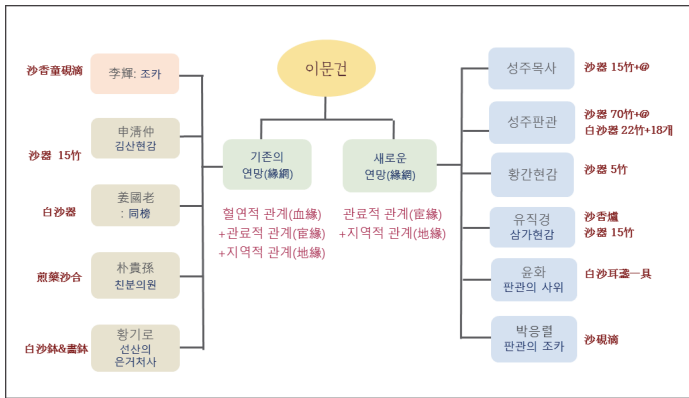 이문건
기존의
연망(緣網)
새로운
연망(緣網)
혈연적 관계(血緣)
+관료적 관계(宦緣)
+지역적 관계(地緣)
관료적 관계(宦緣)
+지역적 관계(地緣)
沙香童硯滴
李輝: 조카
沙器 15竹
申淸仲
김산현감
白沙器
姜國老
: 同榜
煎藥沙合
朴貴孫
친분의원
白沙鉢&畵鉢
황기로
선산의
은거처사
성주목사
沙器 15竹+@
성주판관
沙器 70竹+@
白沙器 22竹+18개
황간현감
沙器 5竹
유직경
삼가현감
沙香爐
沙器 15竹
윤화
판관의 사위
白沙耳盞一具
박응렬
판관의 조카
沙硯滴